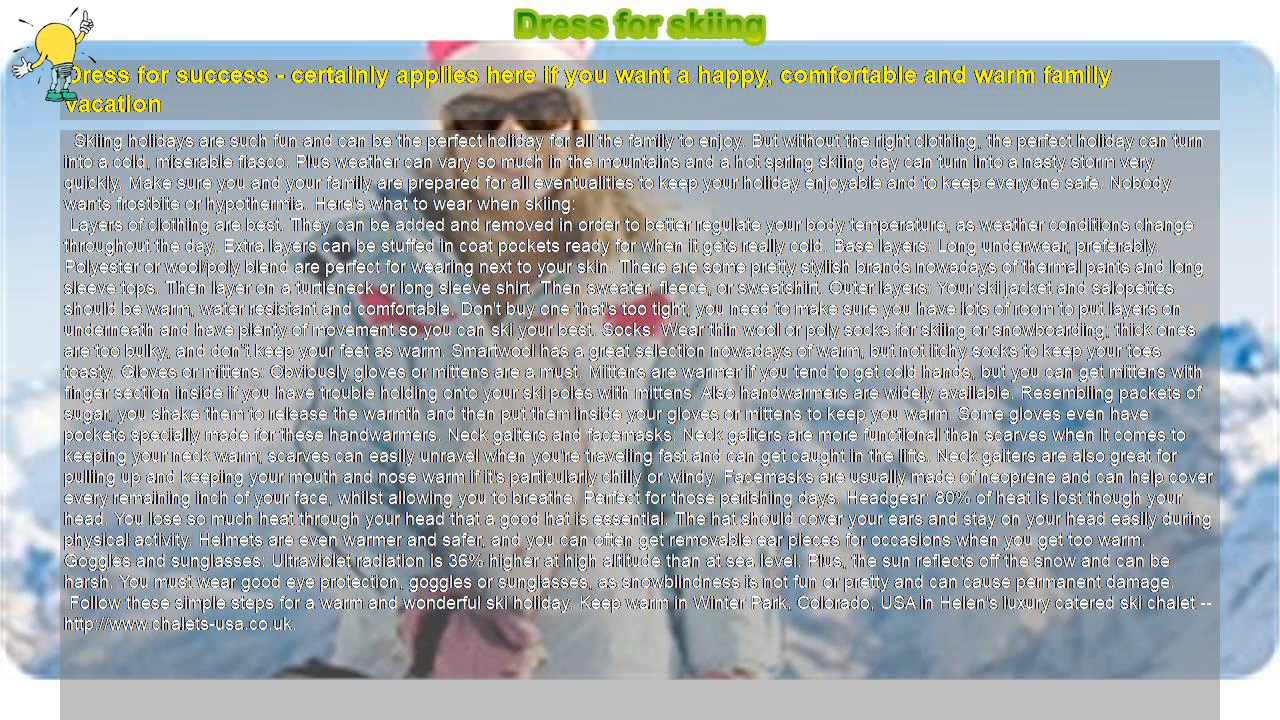 Dress for skiing
Dress for success - certainly applies here if you want a happy, comfortable and warm family
vacation
Skiing holidays are such fun and can be the perfect holiday for all the family to enjoy. But without the right clothing, the perfect holiday can turn
into a cold, miserable fiasco. Plus weather can vary so much in the mountains and a hot spring skiing day can turn into a nasty storm very
quickly. Make sure you and your family are prepared for all eventualities to keep your holiday enjoyable and to keep everyone safe. Nobody
wants frostbite or hypothermia. Here's what to wear when skiing:
Layers of clothing are best. They can be added and removed in order to better regulate your body temperature, as weather conditions change
throughout the day. Extra layers can be stuffed in coat pockets ready for when it gets really cold. Base layers: Long underwear, preferably.
Polyester or wool/poly blend are perfect for wearing next to your skin. There are some pretty stylish brands nowadays of thermal pants and long
sleeve tops. Then layer on a turtleneck or long sleeve shirt. Then sweater, fleece, or sweatshirt. Outer layers: Your ski jacket and salopettes
should be warm, water resistant and comfortable. Don't buy one that's too tight, you need to make sure you have lots of room to put layers on
underneath and have plenty of movement so you can ski your best. Socks: Wear thin wool or poly socks for skiing or snowboarding; thick ones
are too bulky, and don't keep your feet as warm. Smartwool has a great selection nowadays of warm, but not itchy socks to keep your toes
toasty. Gloves or mittens: Obviously gloves or mittens are a must. Mittens are warmer if you tend to get cold hands, but you can get mittens with
finger section inside if you have trouble holding onto your ski poles with mittens. Also handwarmers are widely available. Resembling packets of
sugar, you shake them to release the warmth and then put them inside your gloves or mittens to keep you warm. Some gloves even have
pockets specially made for these handwarmers. Neck gaiters and facemasks: Neck gaiters are more functional than scarves when it comes to
keeping your neck warm; scarves can easily unravel when you're traveling fast and can get caught in the lifts. Neck gaiters are also great for
pulling up and keeping your mouth and nose warm if it's particularly chilly or windy. Facemasks are usually made of neoprene and can help cover
every remaining inch of your face, whilst allowing you to breathe. Perfect for those perishing days. Headgear: 80% of heat is lost though your
head. You lose so much heat through your head that a good hat is essential. The hat should cover your ears and stay on your head easily during
physical activity. Helmets are even warmer and safer, and you can often get removable ear pieces for occasions when you get too warm.
Goggles and sunglasses: Ultraviolet radiation is 36% higher at high altitude than at sea level. Plus, the sun reflects off the snow and can be
harsh. You must wear good eye protection, goggles or sunglasses, as snowblindness is not fun or pretty and can cause permanent damage.
Follow these simple steps for a warm and wonderful ski holiday. Keep warm in Winter Park, Colorado, USA in Helen's luxury catered ski chalet --
http://www.chalets-usa.co.uk.